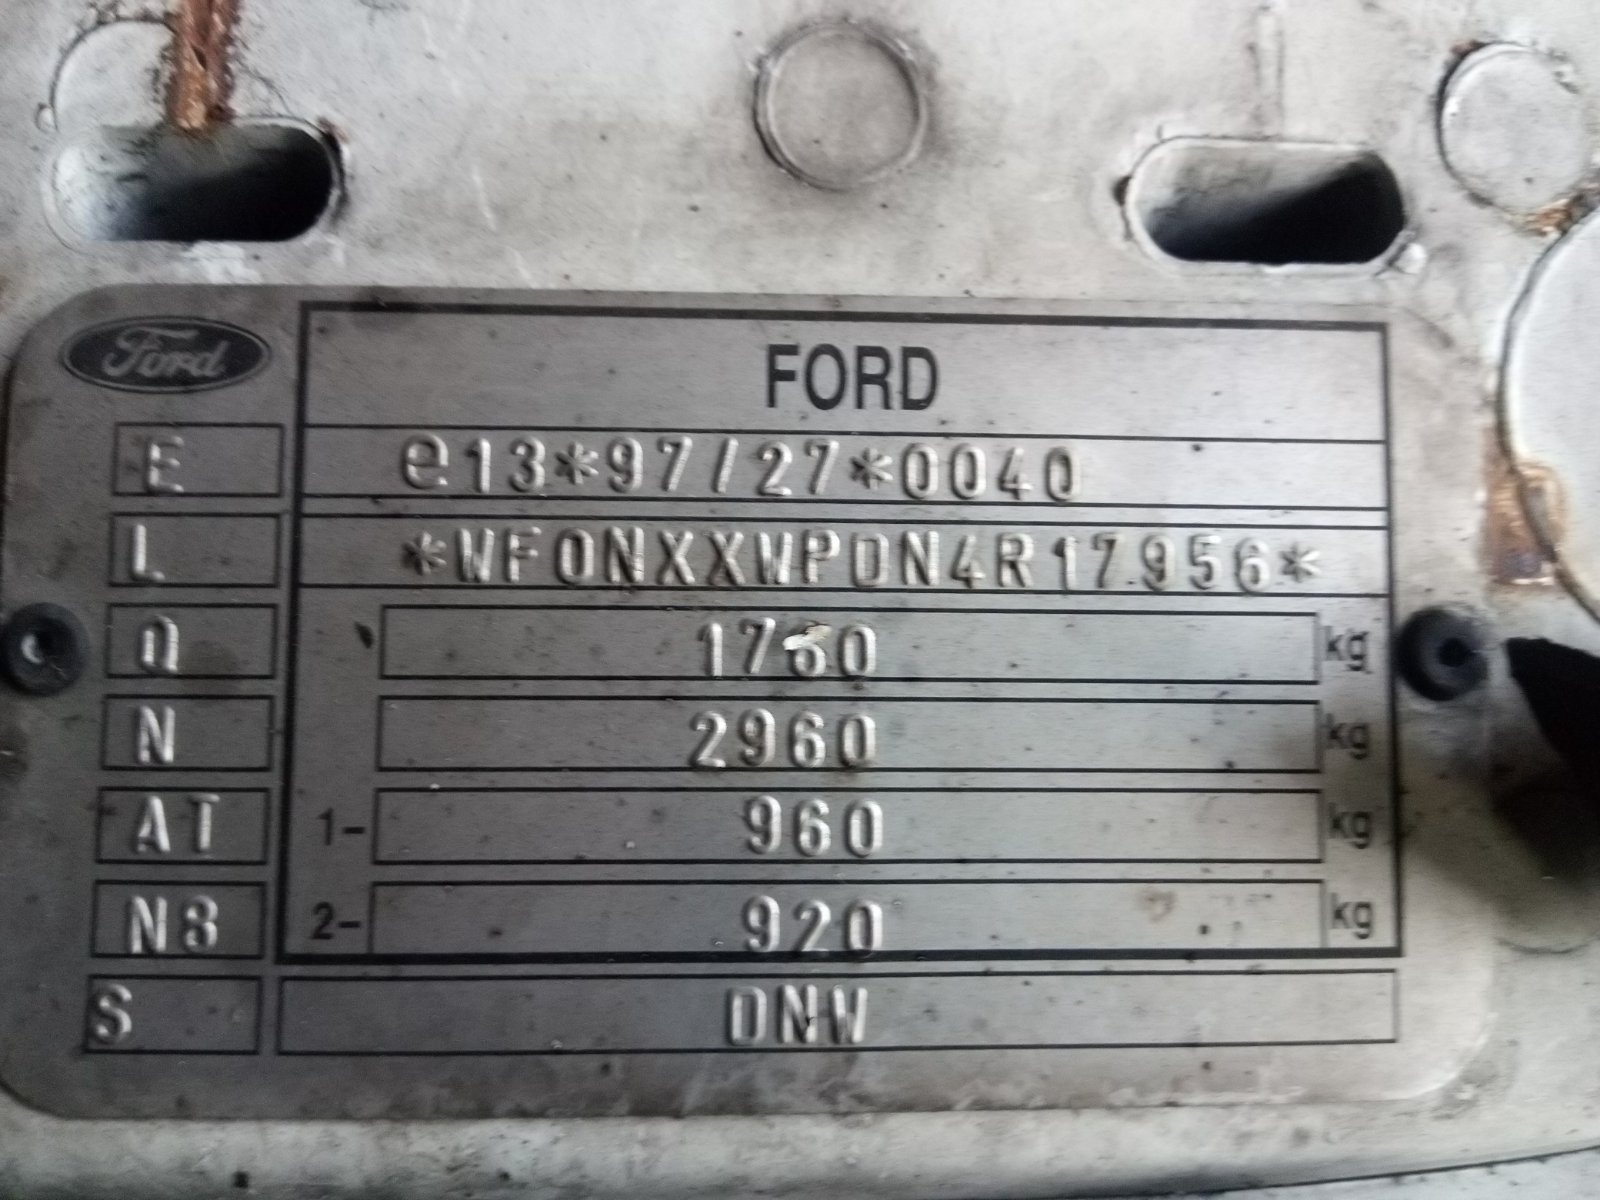 Ford
FORD
E e13*97/27*0040
L *WF0NXXWPDN4R17956*
Q 1760 kg
N 2960 kg
AT 1- 960 kg
N8 2- 920 kg
S DNW